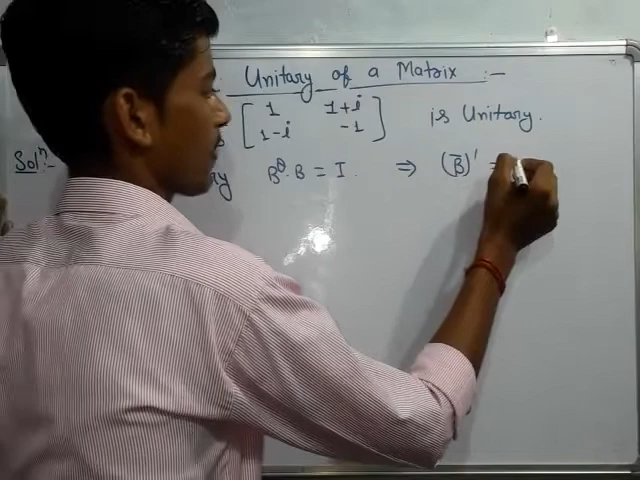 Unitary of a Matrix :-
[ 1 1+i
1-i -1 ] is Unitary.
Solⁿ:- B^θ.B = I. ⇒ (B̅)' =